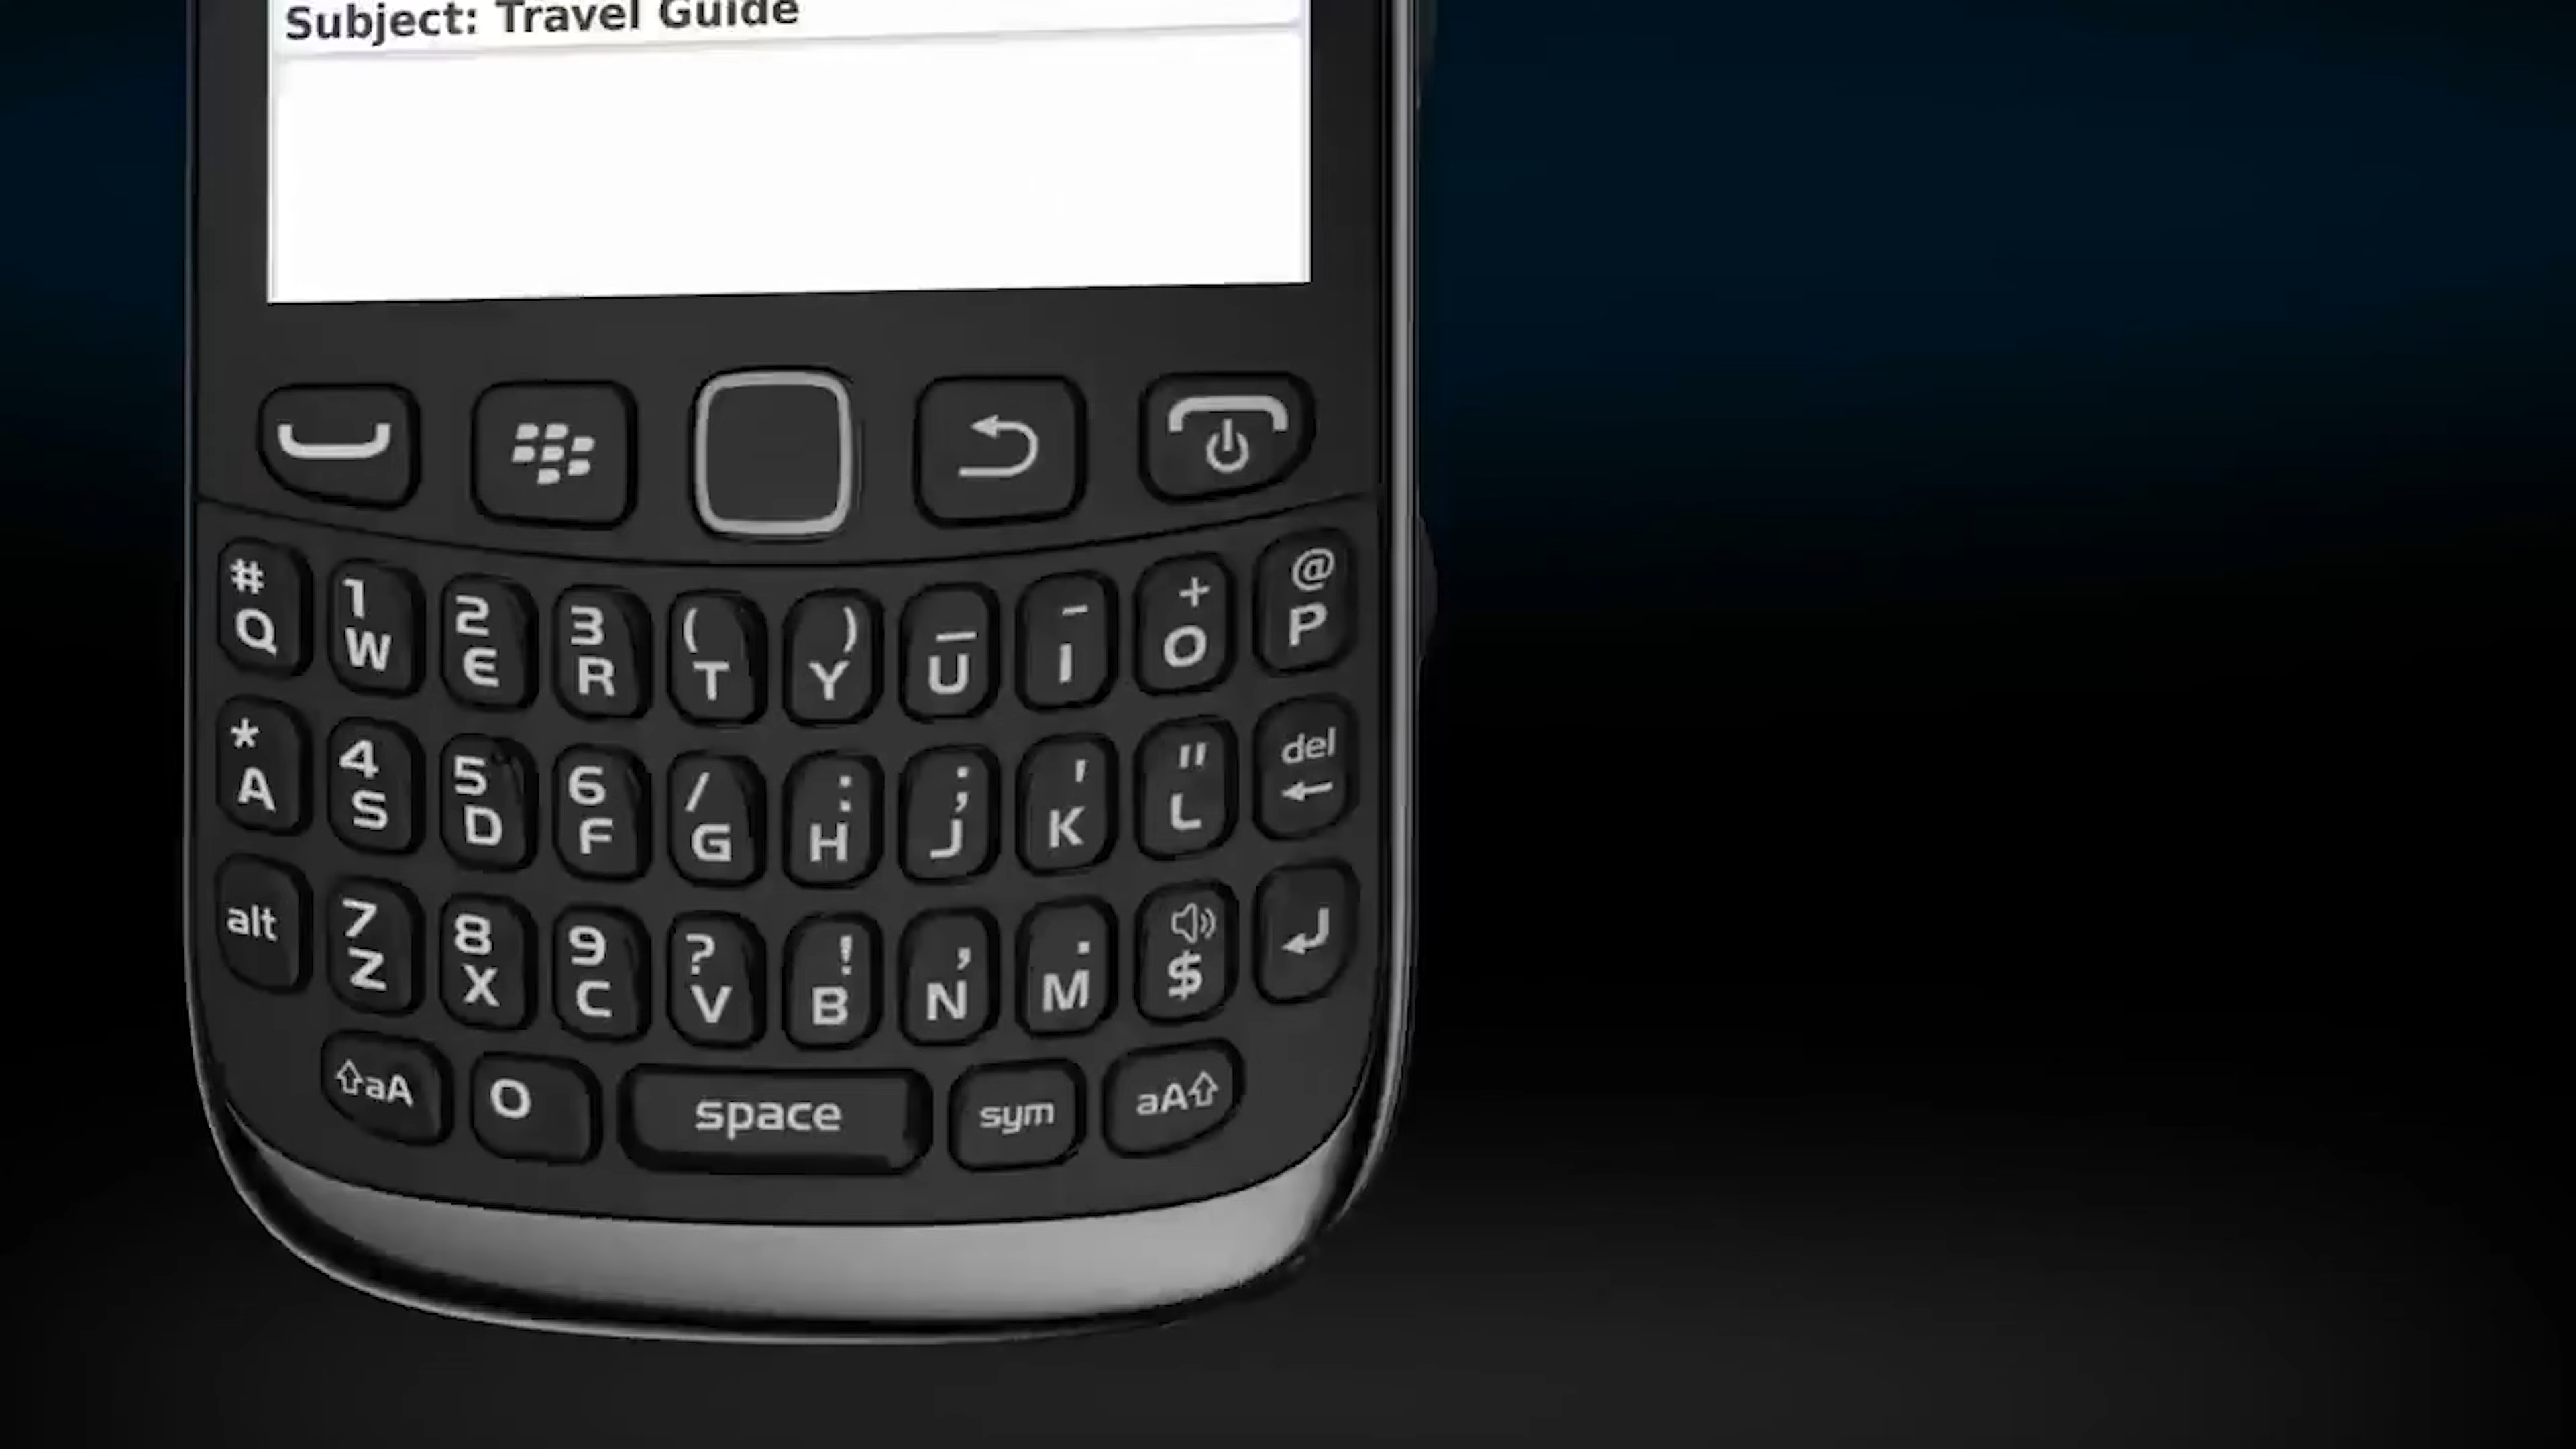 Subject: Travel Guide
# 1 2 3 ( ) _ - + @
Q W E R T Y U I O P
* 4 5 6 / : ; ' " del
A S D F G H J K L
alt 7 8 9 ? ! , .
Z X C V B N M $
aA 0 space sym aA